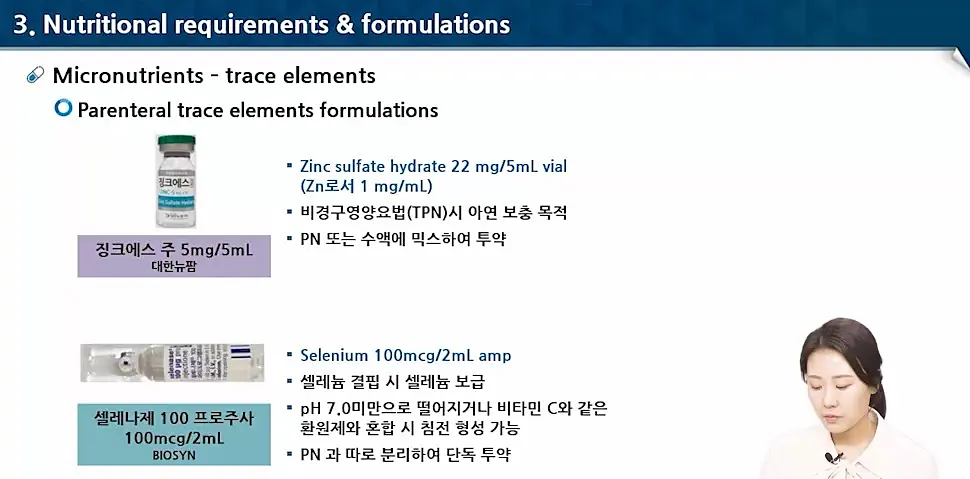 3. Nutritional requirements & formulations
Micronutrients - trace elements
Parenteral trace elements formulations
징크에스
징크에스 주 5mg/5mL
대한뉴팜
▪ Zinc sulfate hydrate 22 mg/5mL vial
(Zn로서 1 mg/mL)
▪ 비경구영양요법(TPN)시 아연 보충 목적
▪ PN 또는 수액에 믹스하여 투약
selenase
셀레나제 100 프로주사
100mcg/2mL
BIOSYN
▪ Selenium 100mcg/2mL amp
▪ 셀레늄 결핍 시 셀레늄 보급
▪ pH 7.0미만으로 떨어지거나 비타민 C와 같은
환원제와 혼합 시 침전 형성 가능
▪ PN 과 따로 분리하여 단독 투약